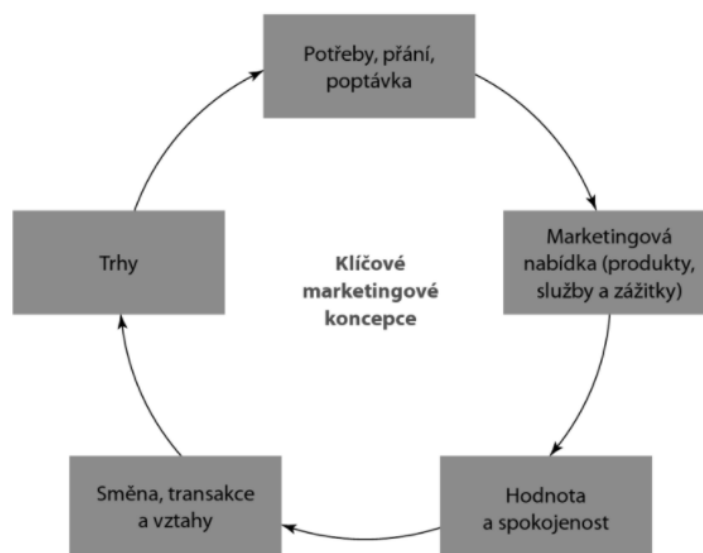 Potřeby, přání,
poptávka
Marketingová
nabídka (produkty,
služby a zážitky)
Hodnota
a spokojenost
Směna, transakce
a vztahy
Trhy
Klíčové
marketingové
koncepce